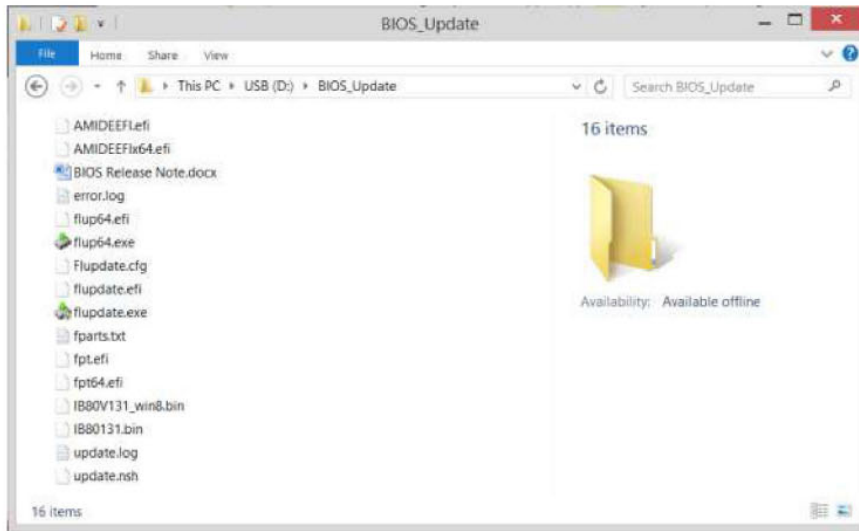 BIOS_Update
File Home Share View
This PC USB (D:) BIOS_Update Search BIOS_Update
AMIDEEFI.efi
AMIDEEFIx64.efi
BIOS Release Note.docx
error.log
flup64.efi
flup64.exe
Flupdate.cfg
flupdate.efi
flupdate.exe
fparts.txt
fpt.efi
fpt64.efi
IB80V131_win8.bin
IB80131.bin
update.log
update.nsh
16 items
Availability: Available offline
16 items